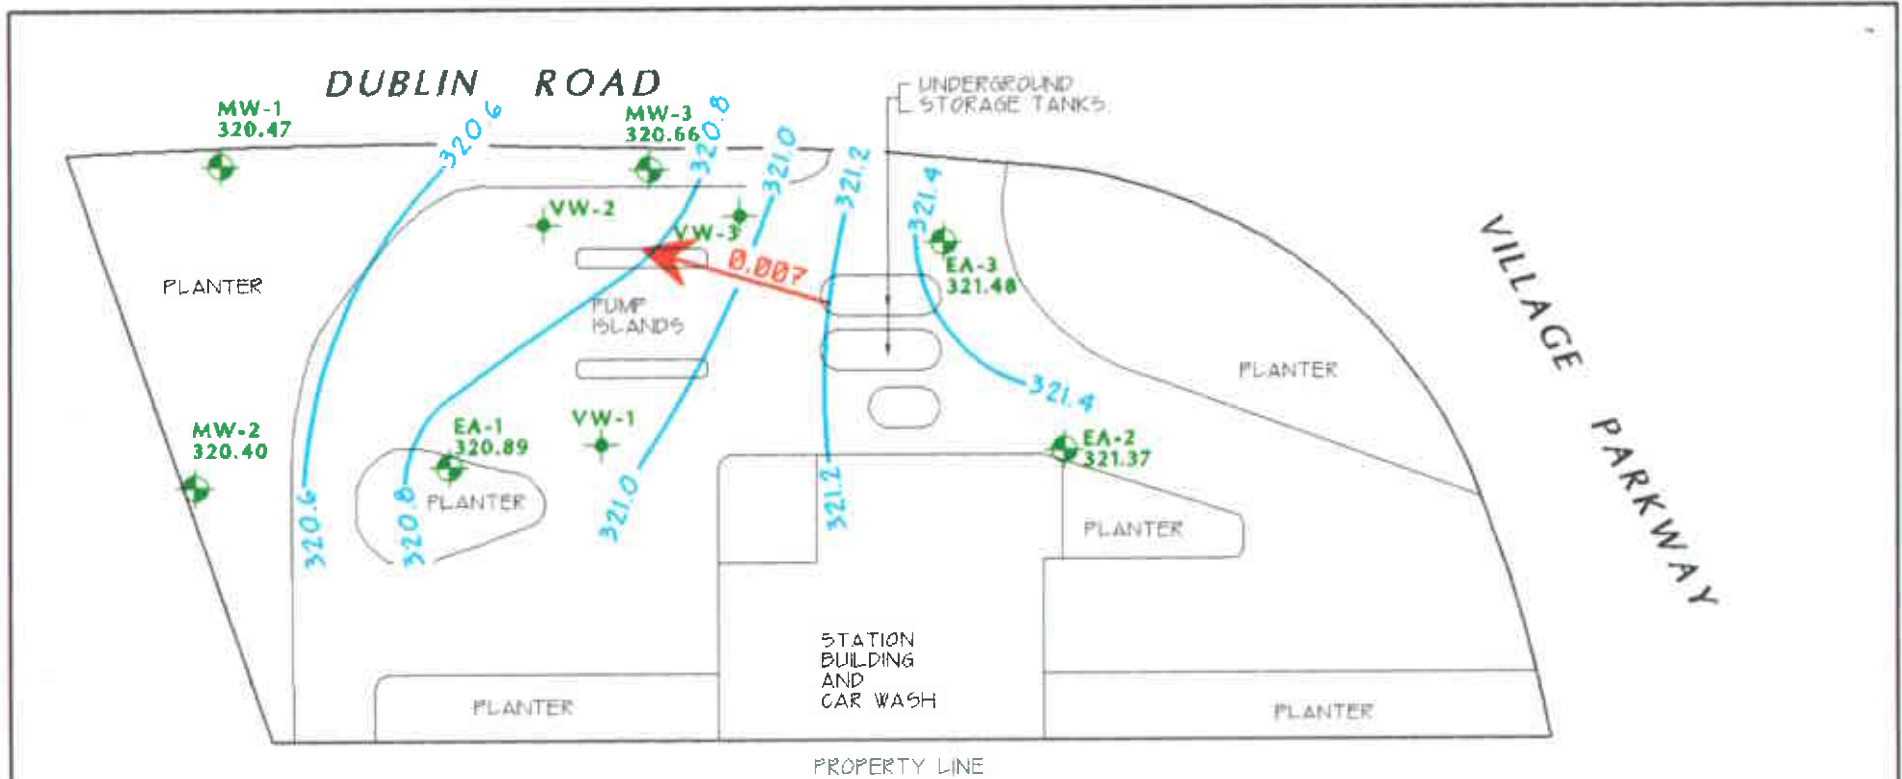 DUBLIN ROAD
UNDERGROUND
STORAGE TANKS
MW-1
320.47
MW-3
320.66
320.6
320.8
321.0
321.2
321.4
VW-2
VW-3
0.007
EA-3
321.48
PLANTER
PUMP
ISLANDS
PLANTER
VILLAGE PARKWAY
321.4
MW-2
320.40
EA-1
320.89
VW-1
EA-2
321.37
PLANTER
320.6
320.8
321.0
321.2
PLANTER
STATION
BUILDING
AND
CAR WASH
PLANTER
PLANTER
PROPERTY LINE